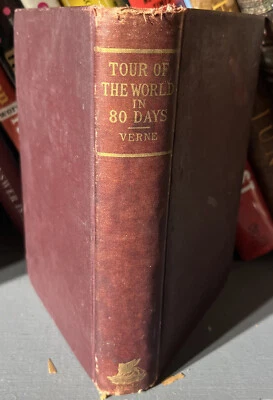 TOUR OF
THE WORLD
IN
80 DAYS
VERNE